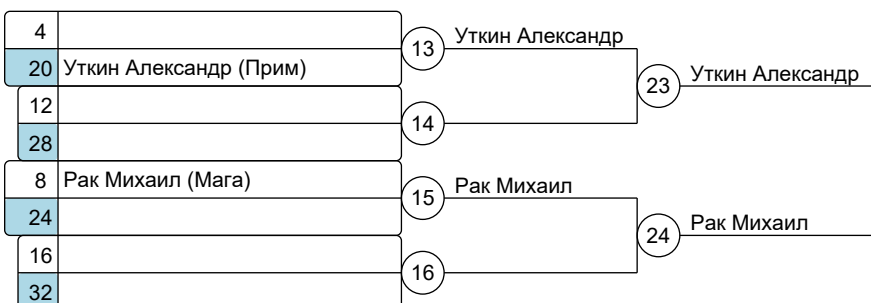 4
13 Уткин Александр
20 Уткин Александр (Прим)
23 Уткин Александр
12
14
28
8 Рак Михаил (Мага)
15 Рак Михаил
24
24 Рак Михаил
16
16
32